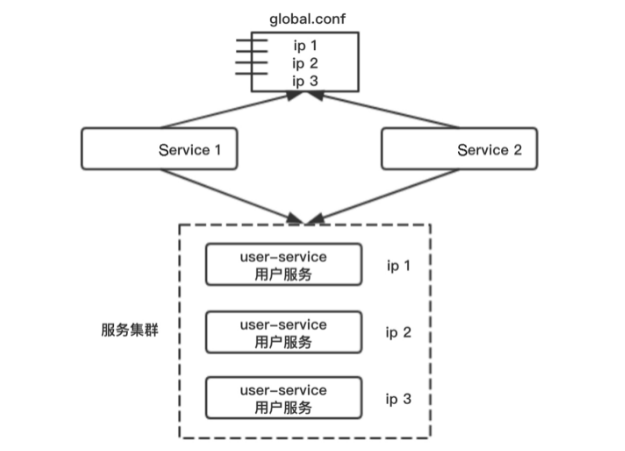 global.conf
ip 1
ip 2
ip 3
Service 1
Service 2
user-service
用户服务
ip 1
服务集群
user-service
用户服务
ip 2
user-service
用户服务
ip 3